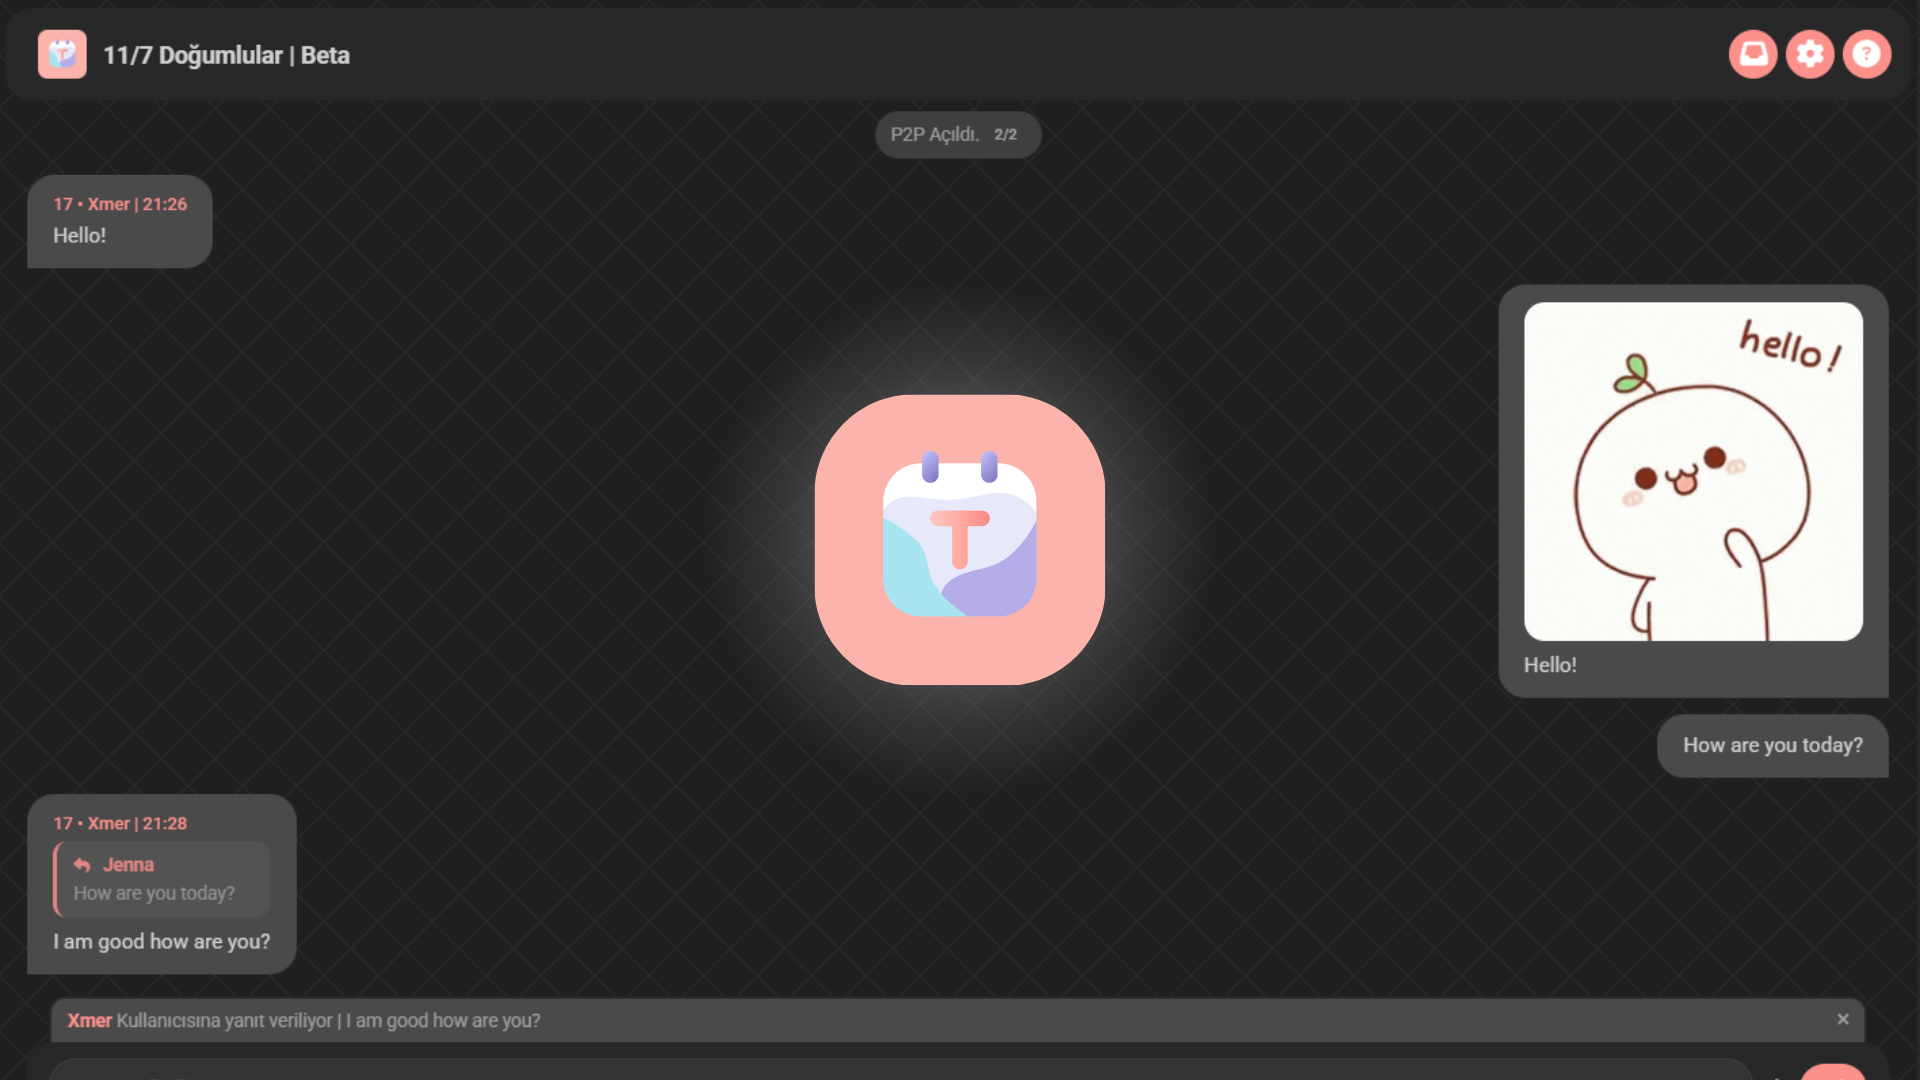 11/7 Doğumlular | Beta
P2P Açıldı. 2/2
17 • Xmer | 21:26
Hello!
hello!
Hello!
How are you today?
17 • Xmer | 21:28
Jenna
How are you today?
I am good how are you?
T
Xmer Kullanıcısına yanıt veriliyor | I am good how are you?